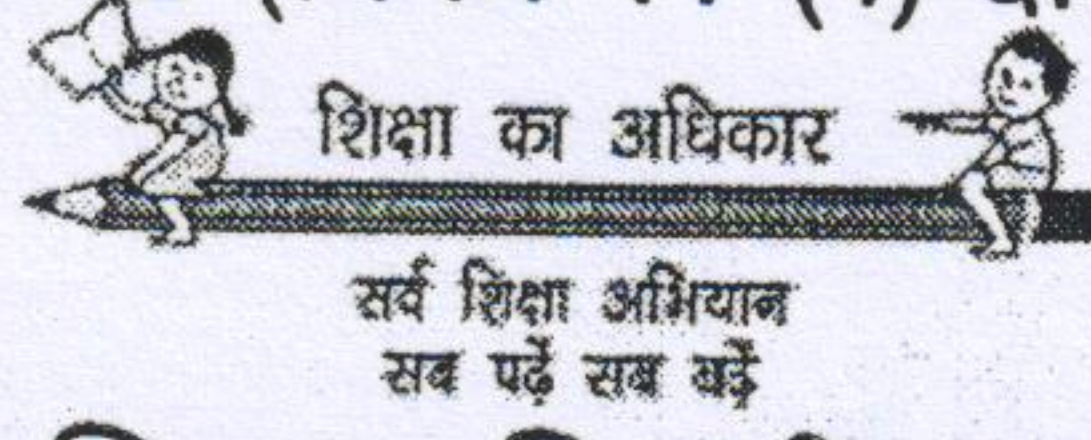 शिक्षा का अधिकार
सर्व शिक्षा अभियान
सब पढ़ें सब बढ़ें